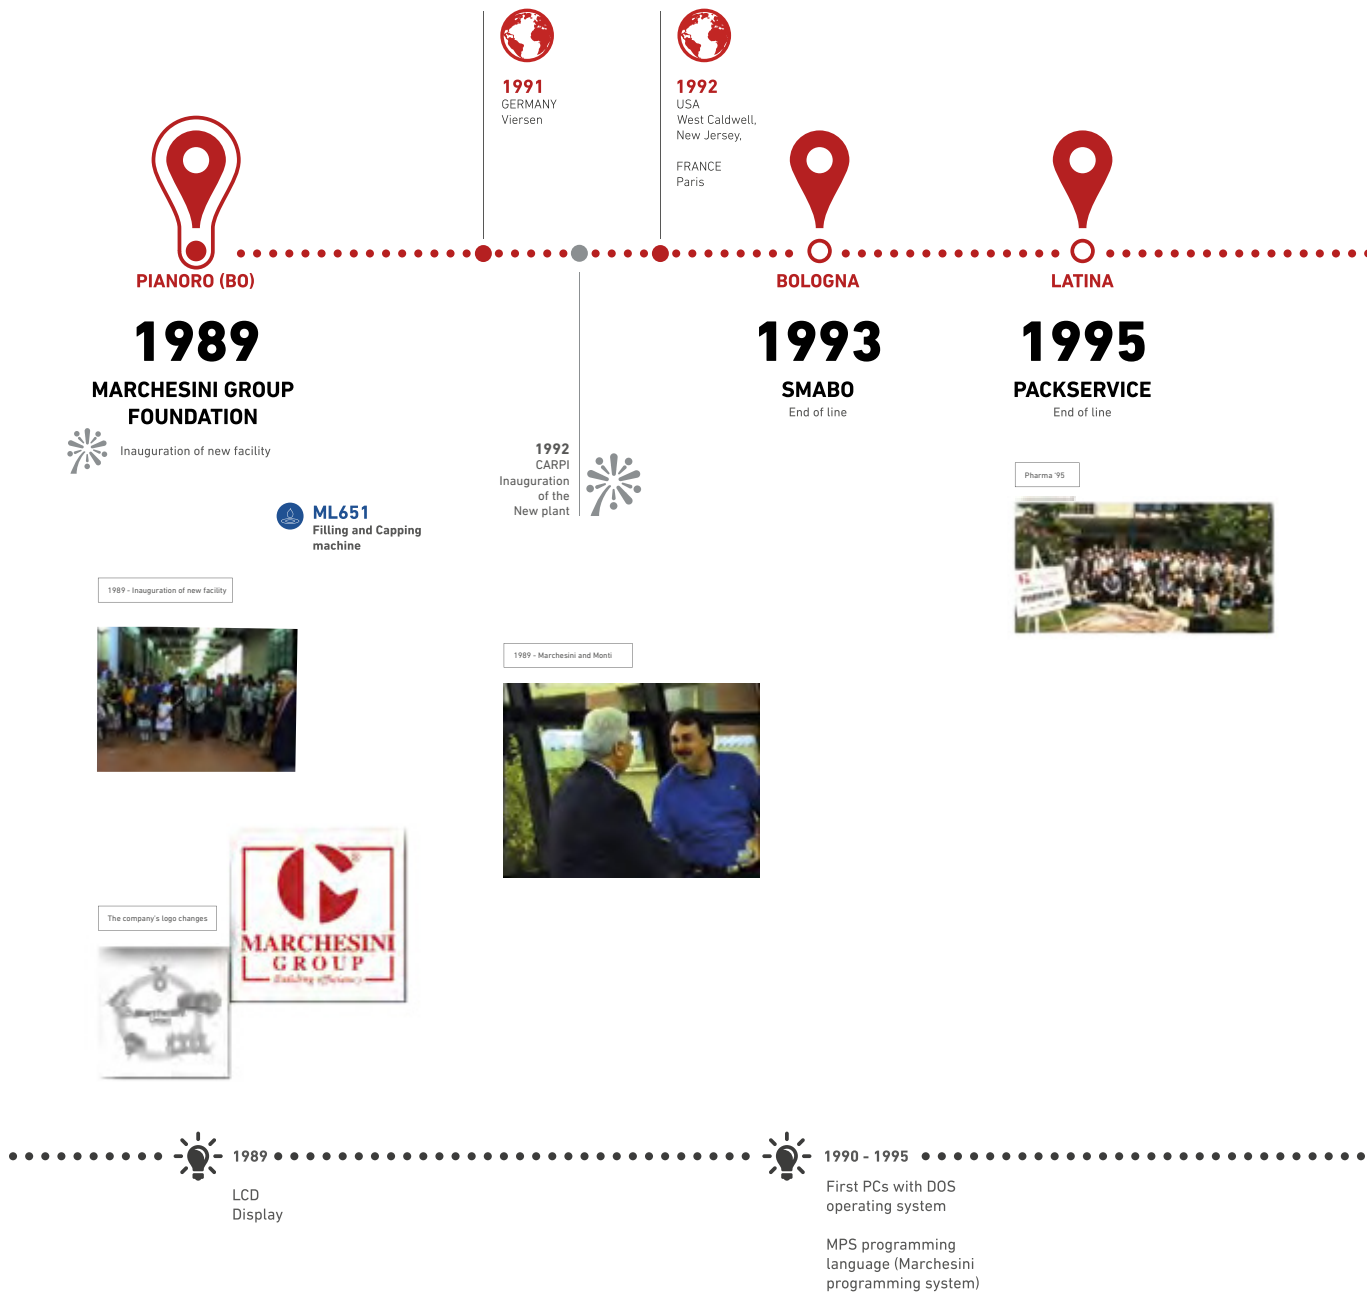 1991
GERMANY
Viersen
1992
USA
West Caldwell,
New Jersey,
FRANCE
Paris
PIANORO (BO)
BOLOGNA
LATINA
1989
MARCHESINI GROUP
FOUNDATION
Inauguration of new facility
1993
SMABO
End of line
1995
PACKSERVICE
End of line
1992
CARPI
Inauguration
of the
New plant
ML651
Filling and Capping
machine
Pharma '95
1989 - Inauguration of new facility
1989 - Marchesini and Monti
The company's logo changes
MARCHESINI
GROUP
Building efficiency
Marchesini
Group
1989
LCD
Display
1990 - 1995
First PCs with DOS
operating system
MPS programming
language (Marchesini
programming system)